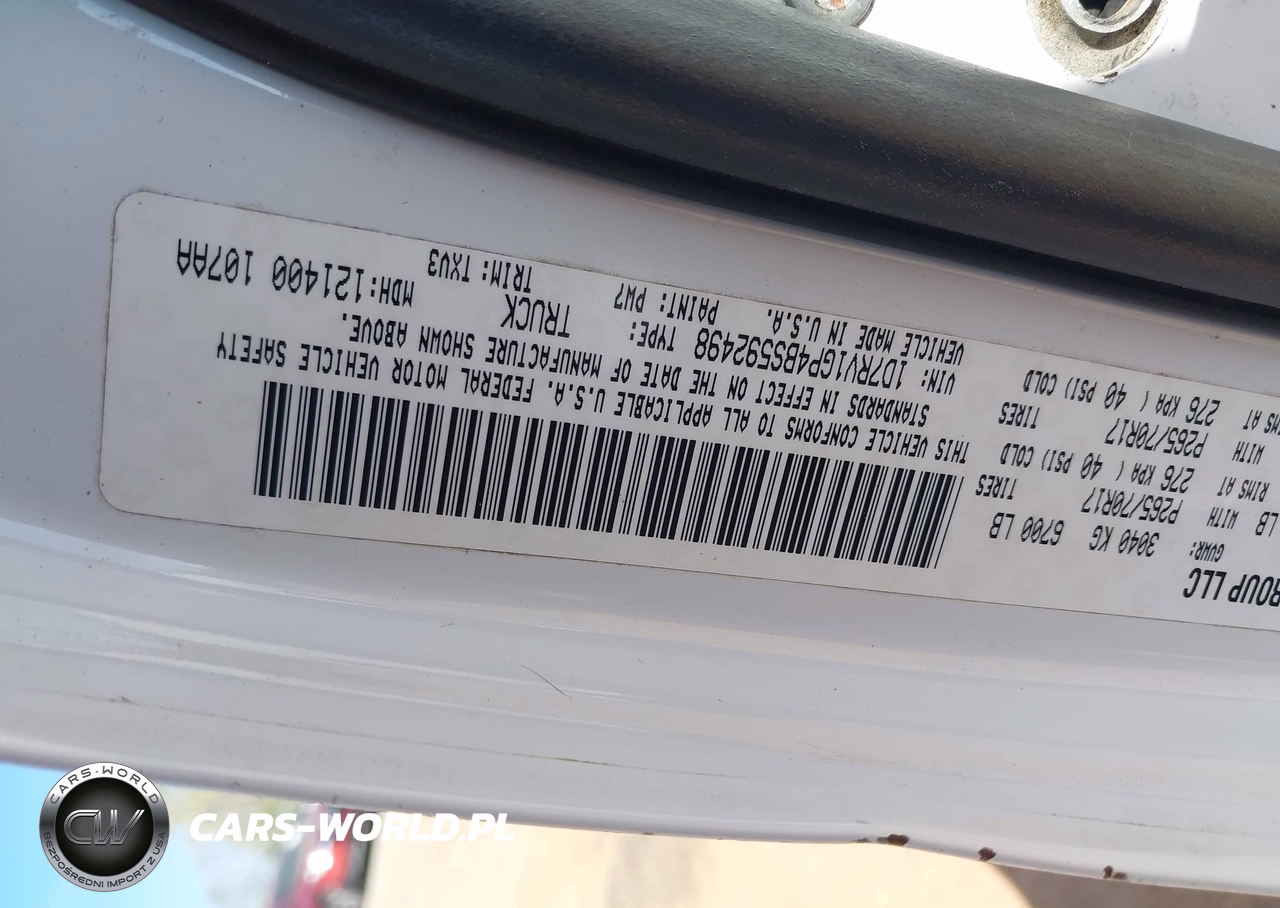 ROUP LLC
GVWR: 3040 KG 6700 LB
LB WITH P265/70R17 TIRES
RIMS AT 276 KPA ( 40 PSI) COLD
WITH P265/70R17 TIRES
RIMS AT 276 KPA ( 40 PSI) COLD
THIS VEHICLE CONFORMS TO ALL APPLICABLE U.S.A. FEDERAL MOTOR VEHICLE SAFETY
STANDARDS IN EFFECT ON THE DATE OF MANUFACTURE SHOWN ABOVE.
VIN: 1D7RV1GP4BS592498 TYPE: TRUCK MDH:121400 107AA
VEHICLE MADE IN U.S.A. PAINT: PW7 TRIM: TXV3
CARS-WORLD
CW
BEZPOŚREDNI IMPORT Z USA
CARS-WORLD.PL